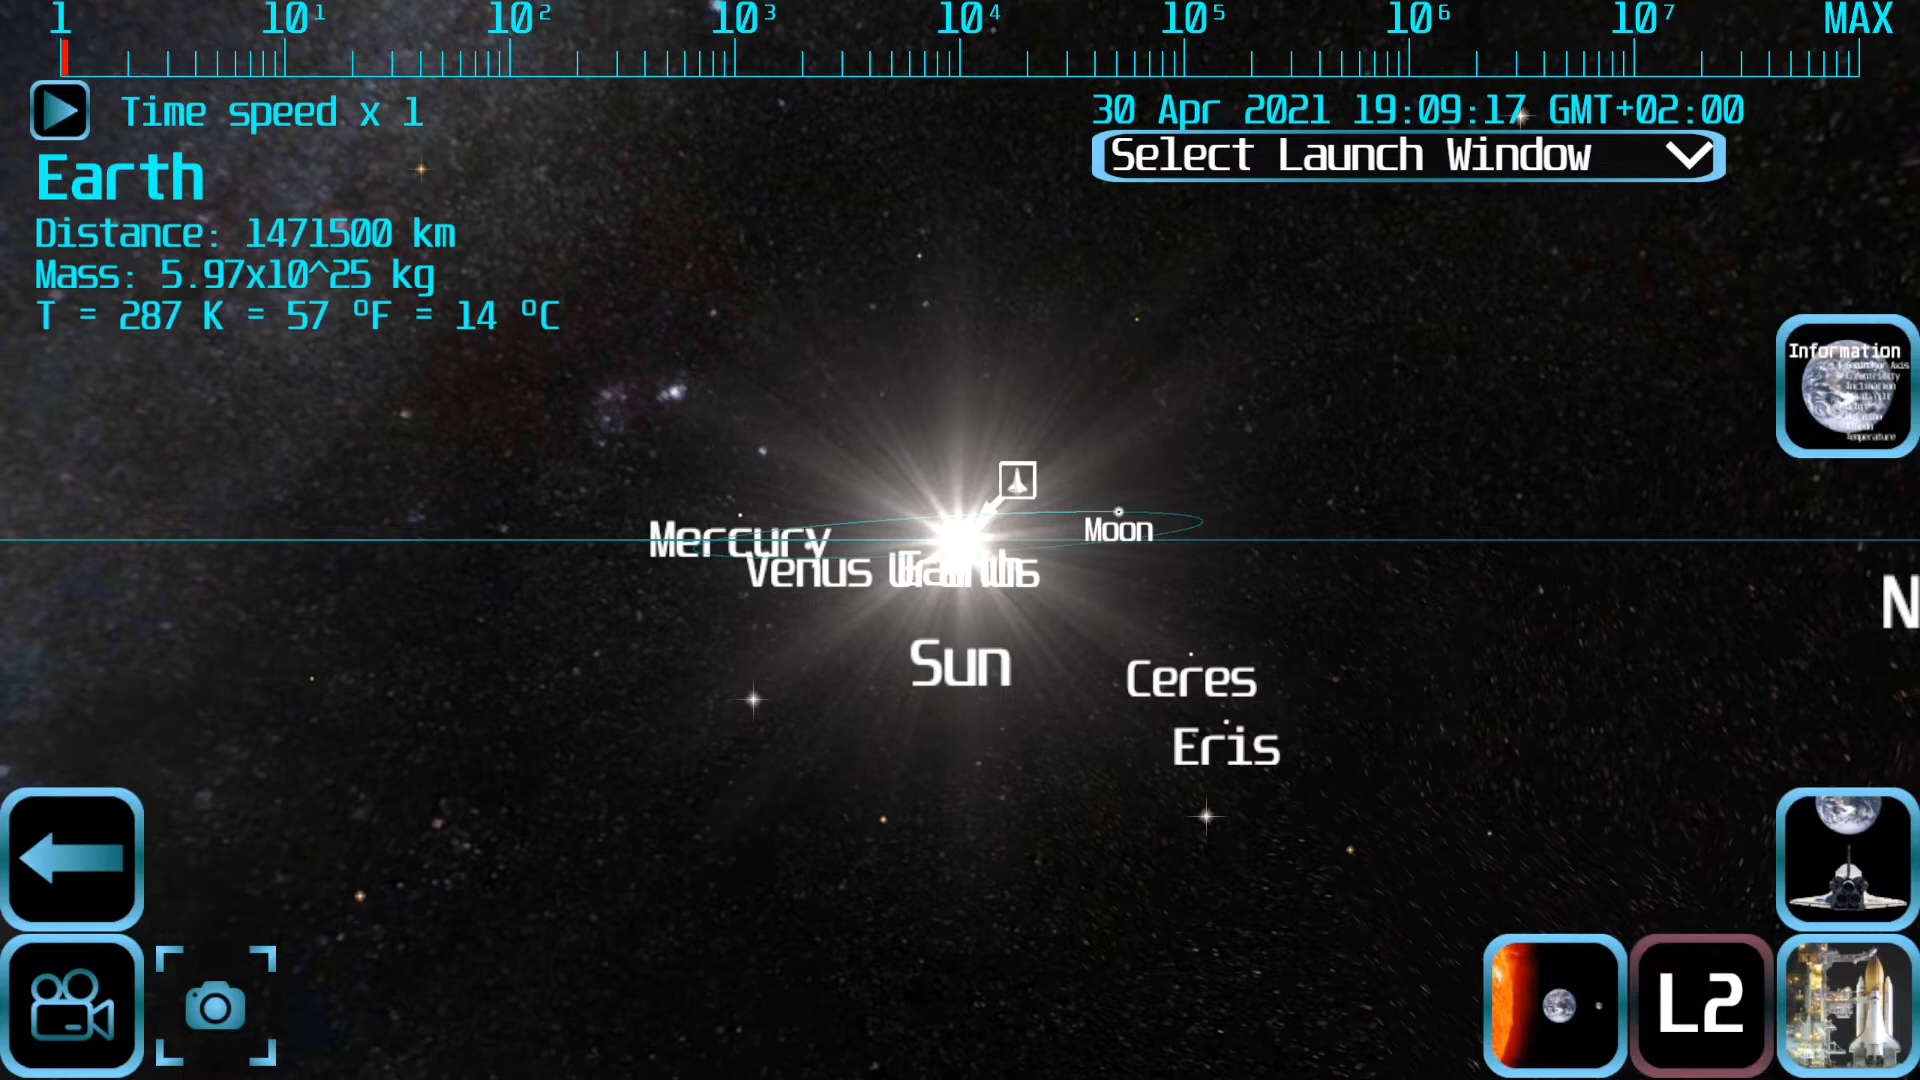 1 10¹ 10² 10³ 10⁴ 10⁵ 10⁶ 10⁷ MAX
Time speed x 1
30 Apr 2021 19:09:17 GMT+02:00
Select Launch Window
Earth
Distance: 1471500 km
Mass: 5.97x10^25 kg
T = 287 K = 57 ºF = 14 ºC
Information
Inclination
Temperature
Mercury
Moon
Venus
N
Sun
Ceres
Eris
L2